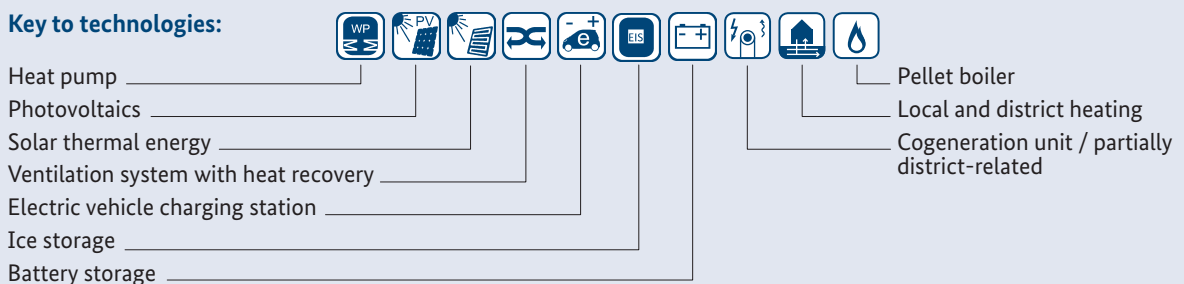 Key to technologies:
WP
PV
e
EIS
Heat pump
Photovoltaics
Solar thermal energy
Ventilation system with heat recovery
Electric vehicle charging station
Ice storage
Battery storage
Pellet boiler
Local and district heating
Cogeneration unit / partially
district-related